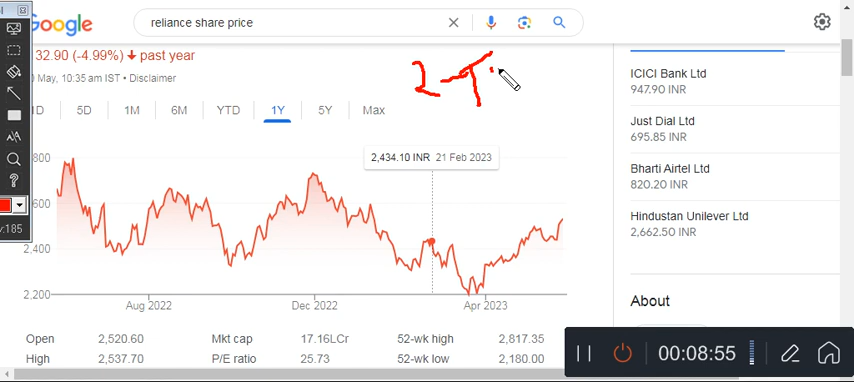 Google
reliance share price
32.90 (-4.99%) past year
May, 10:35 am IST • Disclaimer
1D 5D 1M 6M YTD 1Y 5Y Max
2,434.10 INR 21 Feb 2023
800
600
2,400
2,200
Aug 2022 Dec 2022 Apr 2023
Open 2,520.60 Mkt cap 17.16LCr 52-wk high 2,817.35
High 2,537.70 P/E ratio 25.73 52-wk low 2,180.00
ICICI Bank Ltd
947.90 INR
Just Dial Ltd
695.85 INR
Bharti Airtel Ltd
820.20 INR
Hindustan Unilever Ltd
2,662.50 INR
About
:185
00:08:55